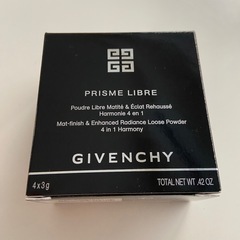 PRISME LIBRE
Poudre Libre Matité & Éclat Rehaussé
Harmonie 4 en 1
Mat-finish & Enhanced Radiance Loose Powder
4 in 1 Harmony
GIVENCHY
4x3g
TOTAL NET WT .42 OZ